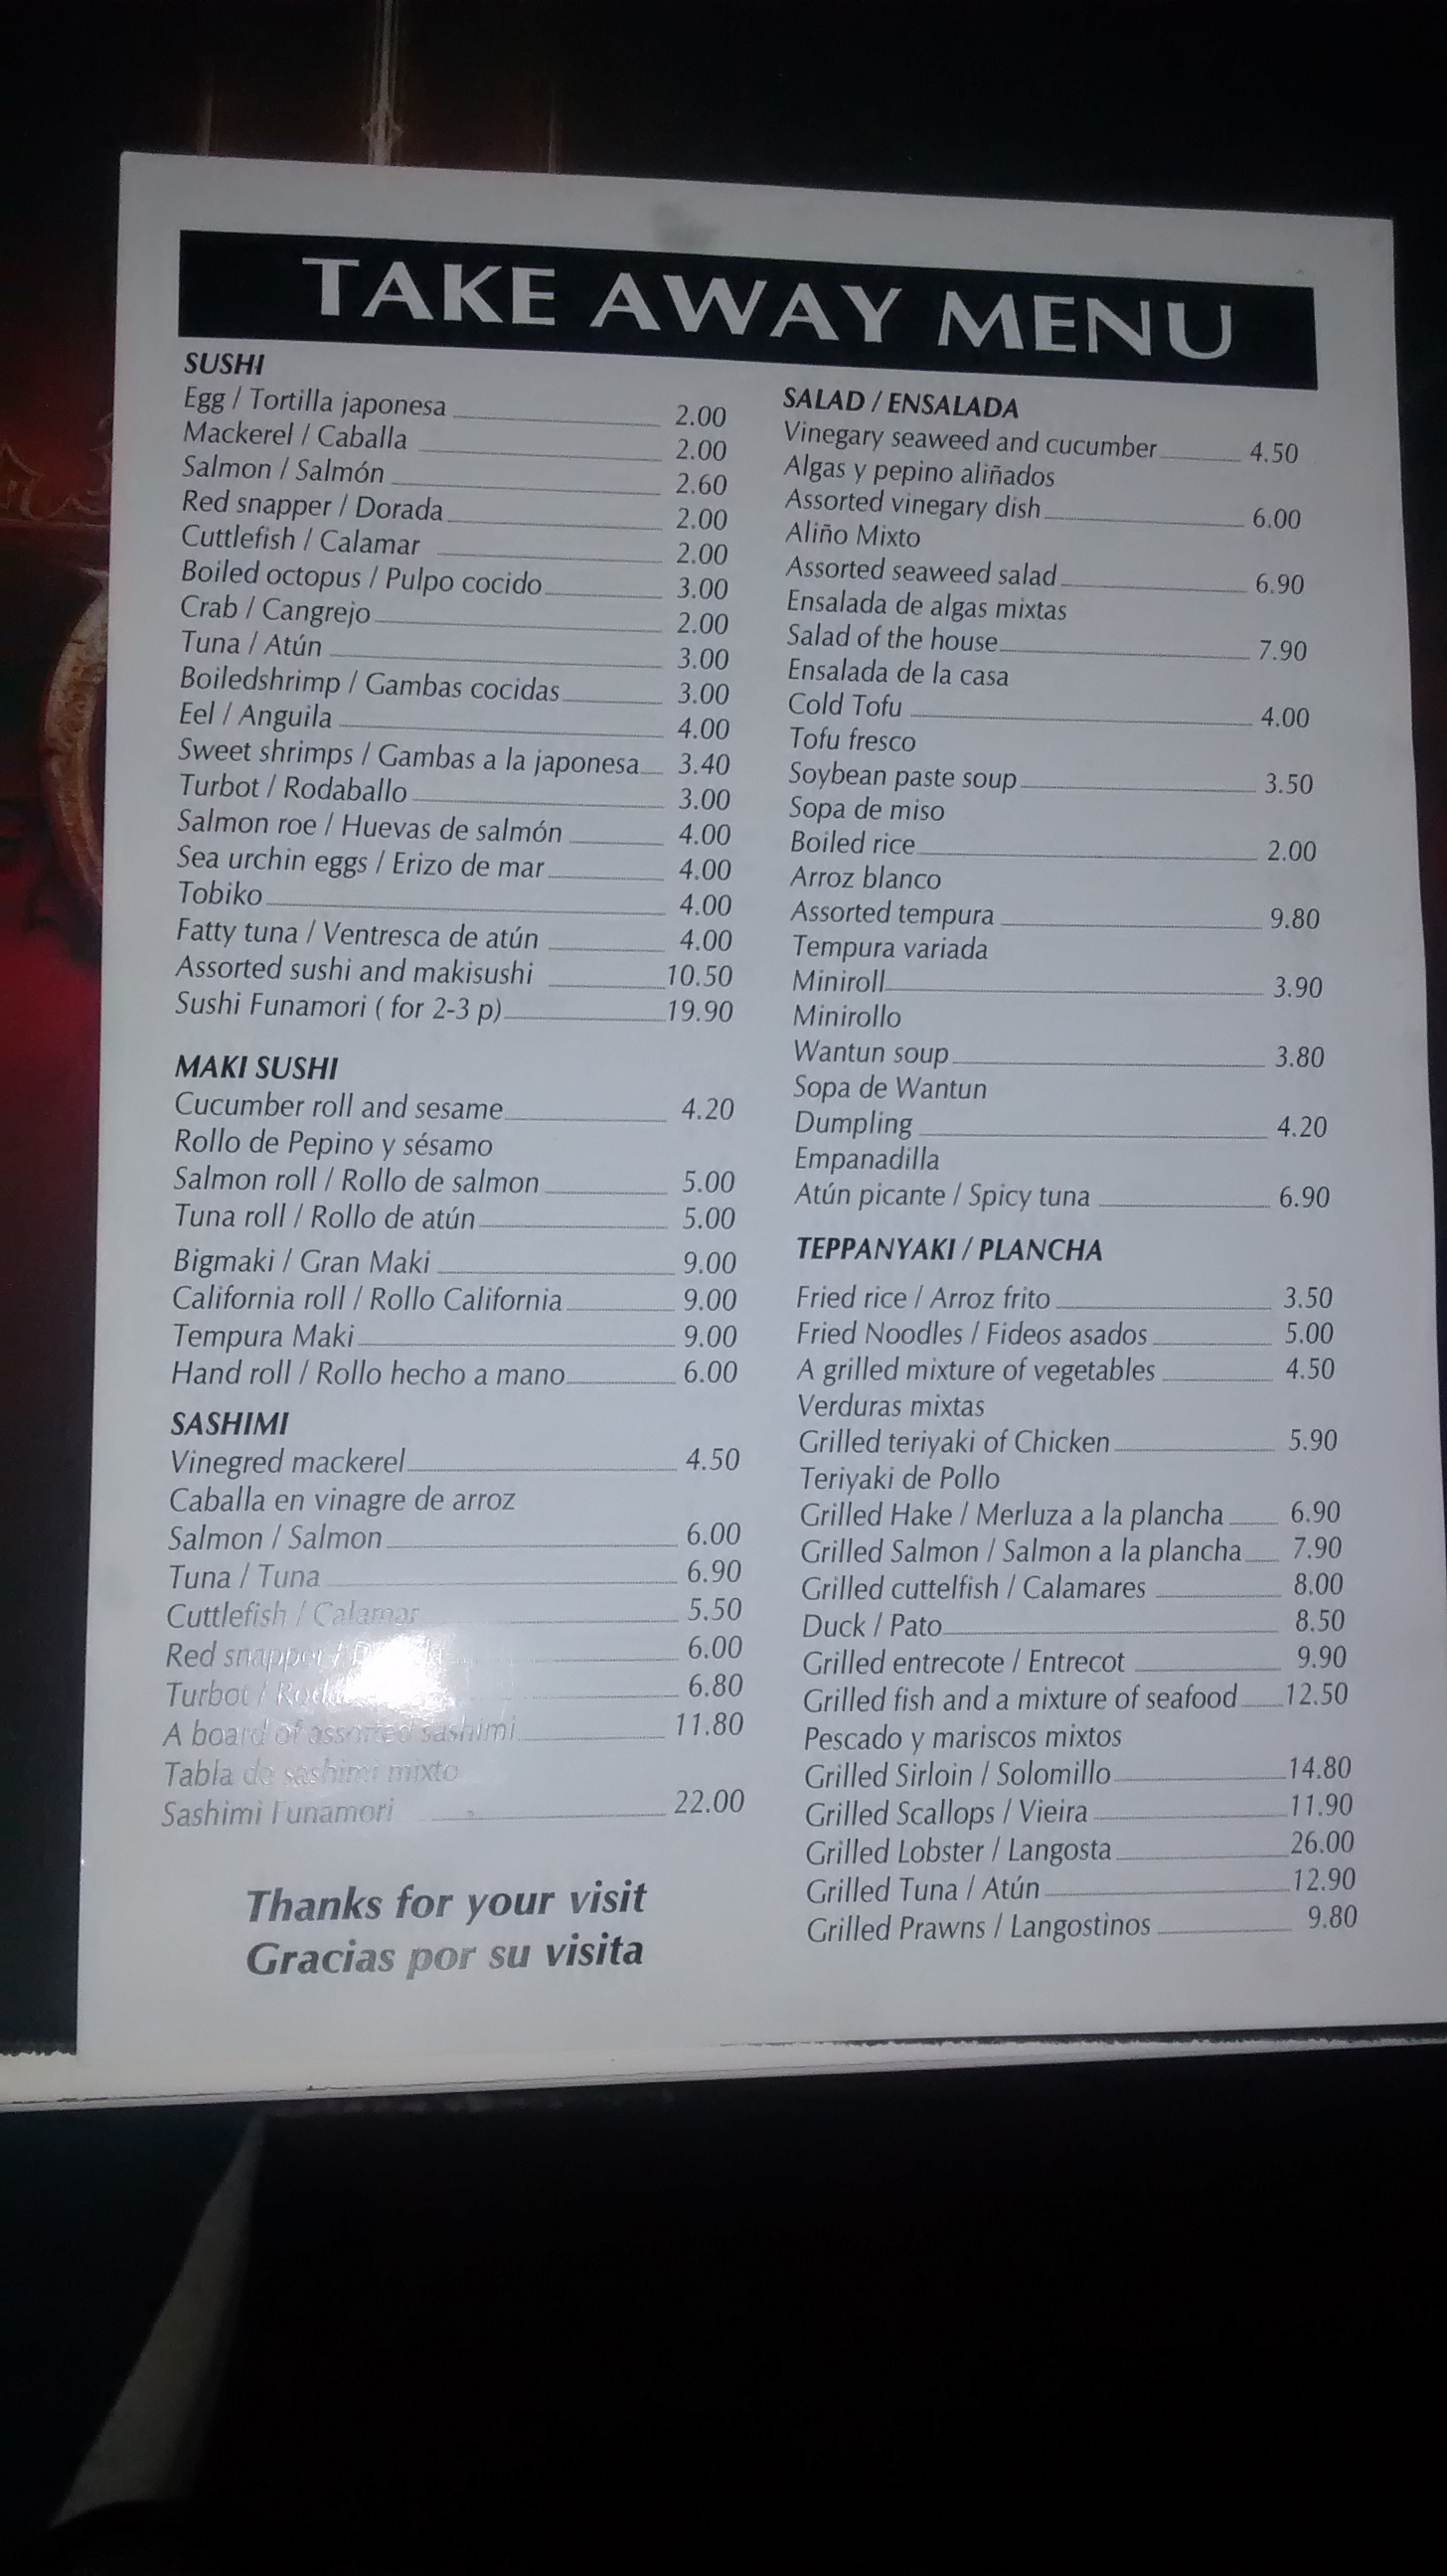 TAKE AWAY MENU
SUSHI
Egg / Tortilla japonesa 2.00
Mackerel / Caballa 2.00
Salmon / Salmón 2.60
Red snapper / Dorada 2.00
Cuttlefish / Calamar 2.00
Boiled octopus / Pulpo cocido 3.00
Crab / Cangrejo 2.00
Tuna / Atún 3.00
Boiledshrimp / Gambas cocidas 3.00
Eel / Anguila 4.00
Sweet shrimps / Gambas a la japonesa 3.40
Turbot / Rodaballo 3.00
Salmon roe / Huevas de salmón 4.00
Sea urchin eggs / Erizo de mar 4.00
Tobiko 4.00
Fatty tuna / Ventresca de atún 4.00
Assorted sushi and makisushi 10.50
Sushi Funamori ( for 2-3 p) 19.90
MAKI SUSHI
Cucumber roll and sesame 4.20
Rollo de Pepino y sésamo
Salmon roll / Rollo de salmon 5.00
Tuna roll / Rollo de atún 5.00
Bigmaki / Gran Maki 9.00
California roll / Rollo California 9.00
Tempura Maki 9.00
Hand roll / Rollo hecho a mano 6.00
SASHIMI
Vinegred mackerel 4.50
Caballa en vinagre de arroz
Salmon / Salmon 6.00
Tuna / Tuna 6.90
Cuttlefish / Calamar 5.50
Red snapper / 6.00
Turbot / 6.80
A board of assorted sashimi 11.80
Tabla de sashimi mixto
Sashimi Funamori 22.00
Thanks for your visit
Gracias por su visita
SALAD / ENSALADA
Vinegary seaweed and cucumber 4.50
Algas y pepino aliñados
Assorted vinegary dish 6.00
Aliño Mixto
Assorted seaweed salad 6.90
Ensalada de algas mixtas
Salad of the house 7.90
Ensalada de la casa
Cold Tofu 4.00
Tofu fresco
Soybean paste soup 3.50
Sopa de miso
Boiled rice 2.00
Arroz blanco
Assorted tempura 9.80
Tempura variada
Miniroll 3.90
Minirollo
Wantun soup 3.80
Sopa de Wantun
Dumpling 4.20
Empanadilla
Atún picante / Spicy tuna 6.90
TEPPANYAKI / PLANCHA
Fried rice / Arroz frito 3.50
Fried Noodles / Fideos asados 5.00
A grilled mixture of vegetables 4.50
Verduras mixtas
Grilled teriyaki of Chicken 5.90
Teriyaki de Pollo
Grilled Hake / Merluza a la plancha 6.90
Grilled Salmon / Salmon a la plancha 7.90
Grilled cuttelfish / Calamares 8.00
Duck / Pato 8.50
Grilled entrecote / Entrecot 9.90
Grilled fish and a mixture of seafood 12.50
Pescado y mariscos mixtos
Grilled Sirloin / Solomillo 14.80
Grilled Scallops / Vieira 11.90
Grilled Lobster / Langosta 26.00
Grilled Tuna / Atún 12.90
Grilled Prawns / Langostinos 9.80